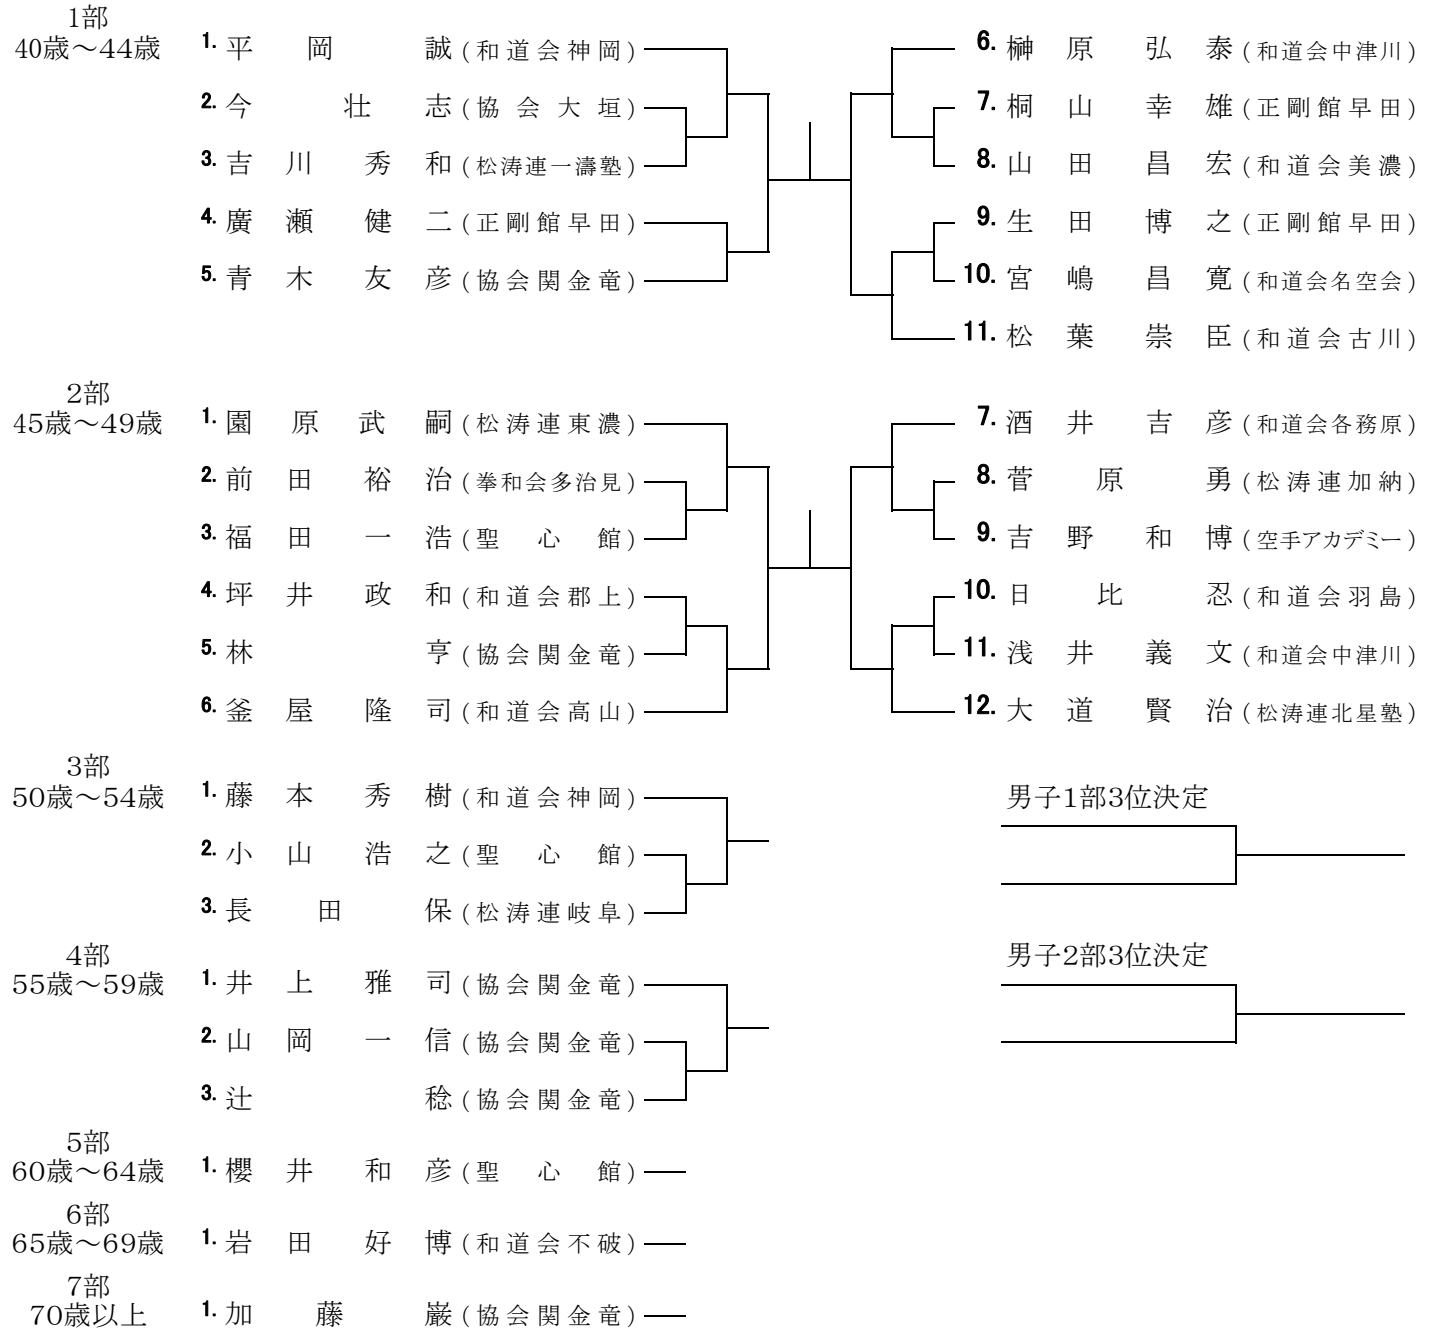 1部
40歳～44歳
1. 平岡誠(和道会神岡)
2. 今壮志(協会大垣)
3. 吉川秀和(松涛連一濤塾)
4. 廣瀬健二(正剛館早田)
5. 青木友彦(協会関金竜)
6. 榊原弘泰(和道会中津川)
7. 桐山幸雄(正剛館早田)
8. 山田昌宏(和道会美濃)
9. 生田博之(正剛館早田)
10. 宮嶋昌寛(和道会名空会)
11. 松葉崇臣(和道会古川)
2部
45歳～49歳
1. 園原武嗣(松涛連東濃)
2. 前田裕治(拳和会多治見)
3. 福田一浩(聖心館)
4. 坪井政和(和道会郡上)
5. 林亨(協会関金竜)
6. 釜屋隆司(和道会高山)
7. 酒井吉彦(和道会各務原)
8. 菅原勇(松涛連加納)
9. 吉野和博(空手アカデミー)
10. 日比忍(和道会羽島)
11. 浅井義文(和道会中津川)
12. 大道賢治(松涛連北星塾)
3部
50歳～54歳
1. 藤本秀樹(和道会神岡)
2. 小山浩之(聖心館)
3. 長田保(松涛連岐阜)
男子1部3位決定
4部
55歳～59歳
1. 井上雅司(協会関金竜)
2. 山岡一信(協会関金竜)
3. 辻稔(協会関金竜)
男子2部3位決定
5部
60歳～64歳
1. 櫻井和彦(聖心館)
6部
65歳～69歳
1. 岩田好博(和道会不破)
7部
70歳以上
1. 加藤巌(協会関金竜)